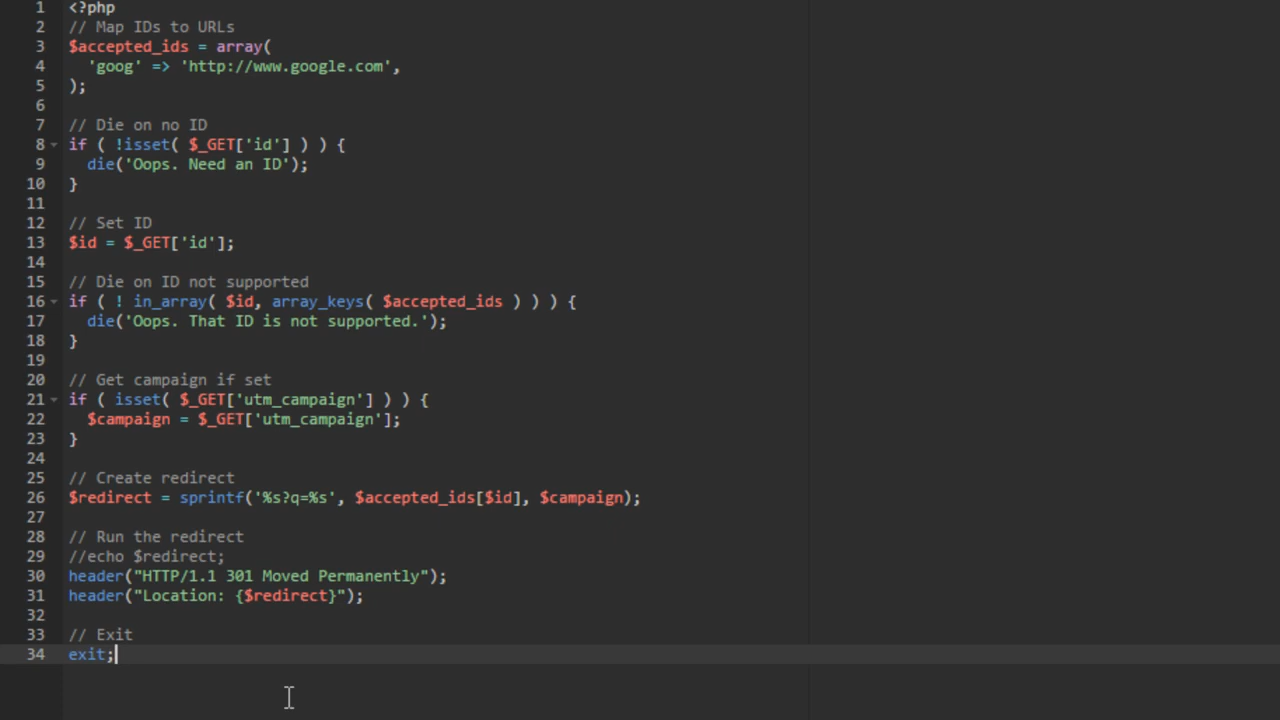 1 <?php
2 // Map IDs to URLs
3 $accepted_ids = array(
4   'goog' => 'http://www.google.com',
5 );
6
7 // Die on no ID
8 if ( !isset( $_GET['id'] ) ) {
9   die('Oops. Need an ID');
10 }
11
12 // Set ID
13 $id = $_GET['id'];
14
15 // Die on ID not supported
16 if ( ! in_array( $id, array_keys( $accepted_ids ) ) ) {
17   die('Oops. That ID is not supported.');
18 }
19
20 // Get campaign if set
21 if ( isset( $_GET['utm_campaign'] ) ) {
22   $campaign = $_GET['utm_campaign'];
23 }
24
25 // Create redirect
26 $redirect = sprintf('%s?q=%s', $accepted_ids[$id], $campaign);
27
28 // Run the redirect
29 //echo $redirect;
30 header("HTTP/1.1 301 Moved Permanently");
31 header("Location: {$redirect}");
32
33 // Exit
34 exit;